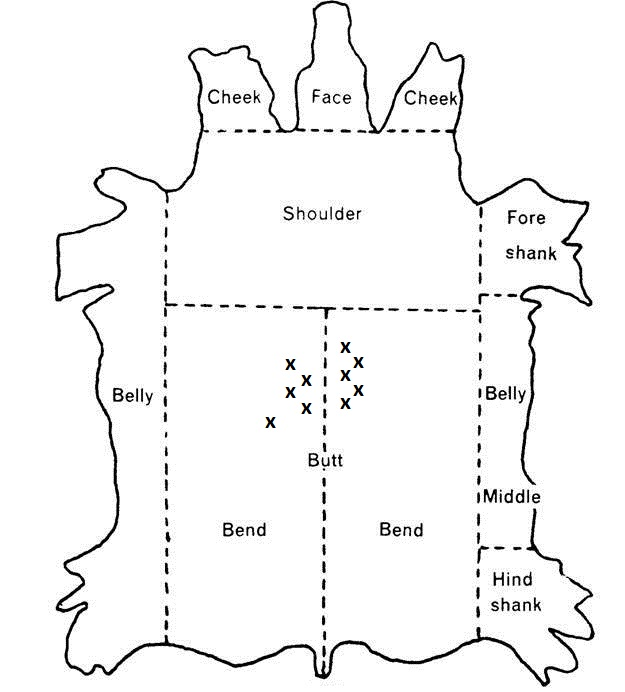 Cheek
Face
Cheek
Shoulder
Fore
shank
x
x
x
x
x
x
x
x
x
x
Belly
Belly
Butt
Middle
Bend
Bend
Hind
shank